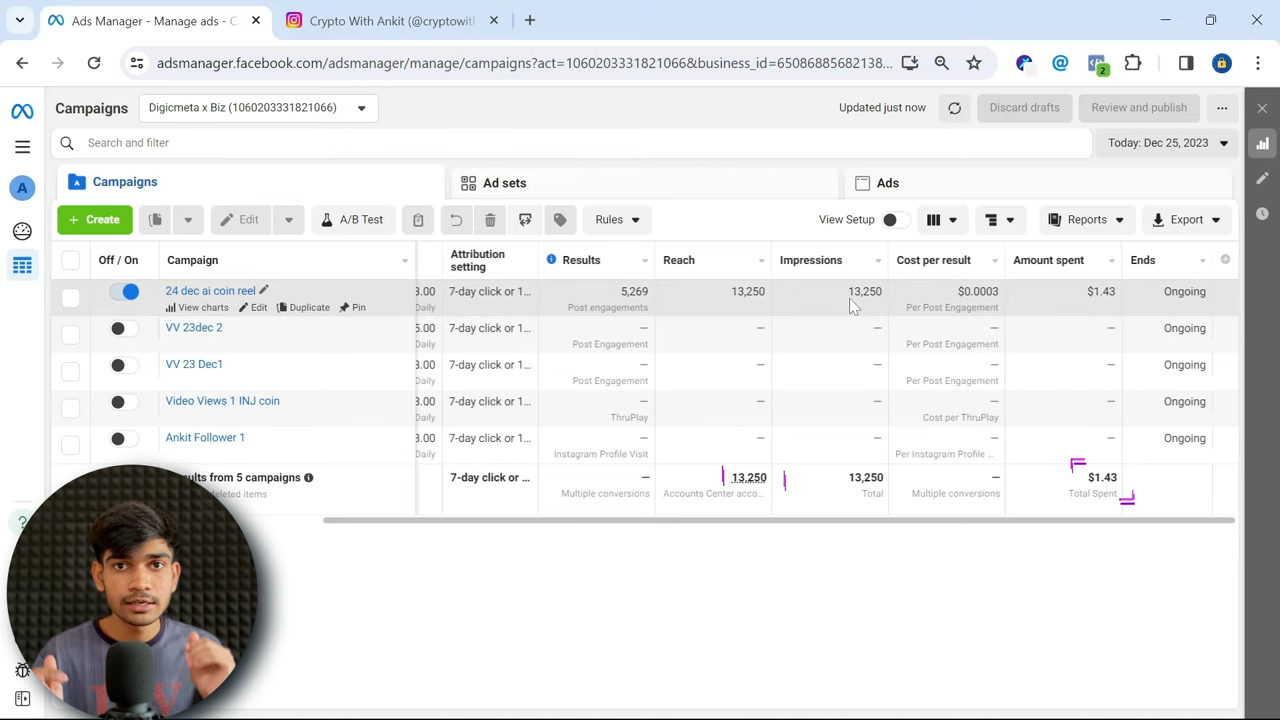 Ads Manager - Manage ads - C
Crypto With Ankit (@cryptowith
adsmanager.facebook.com/adsmanager/manage/campaigns?act=1060203331821066&business_id=65086885682138...
2
Campaigns
Digicmeta x Biz (1060203331821066)
Updated just now
Discard drafts
Review and publish
Search and filter
Today: Dec 25, 2023
A
Campaigns
Ad sets
Ads
+ Create
Edit
A/B Test
Rules
View Setup
Reports
Export
Off / On
Campaign
Attribution
setting
Results
Reach
Impressions
Cost per result
Amount spent
Ends
24 dec ai coin reel
3.00
7-day click or 1...
5,269
13,250
13,250
$0.0003
$1.43
Ongoing
View charts
Edit
Duplicate
Pin
Daily
Post engagements
Per Post Engagement
VV 23dec 2
5.00
7-day click or 1...
—
—
—
—
—
Ongoing
Daily
Post Engagement
Per Post Engagement
VV 23 Dec1
3.00
7-day click or 1...
—
—
—
—
—
Ongoing
Daily
Post Engagement
Per Post Engagement
Video Views 1 INJ coin
3.00
7-day click or 1...
—
—
—
—
—
Ongoing
Daily
ThruPlay
Cost per ThruPlay
Ankit Follower 1
3.00
7-day click or 1...
—
—
—
—
—
Ongoing
Daily
Instagram Profile Visit
Per Instagram Profile ...
sults from 5 campaigns
7-day click or ...
—
13,250
13,250
—
$1.43
deleted items
Multiple conversions
Accounts Center acco...
Total
Multiple conversions
Total Spent